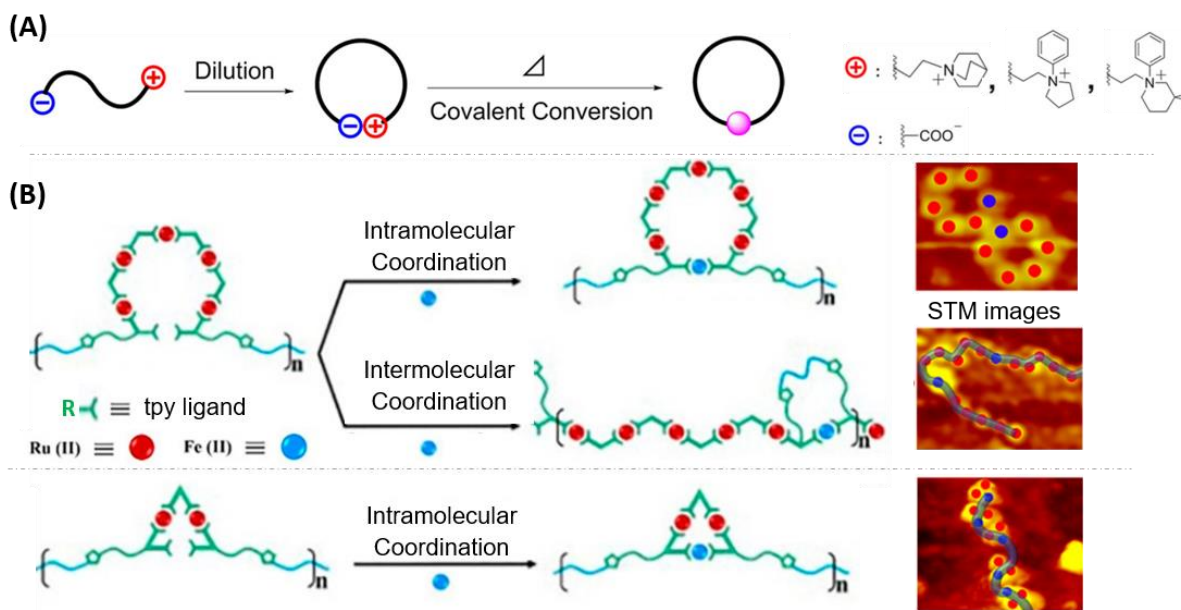 (A)
Dilution
Δ
Covalent Conversion
⊕ : N + , N + , N +
⊖ : COO⁻
(B)
Intramolecular
Coordination
n
n
STM images
Intermolecular
Coordination
n
R ≡ tpy ligand
Ru (II) ≡ Fe (II) ≡
n
Intramolecular
Coordination
n